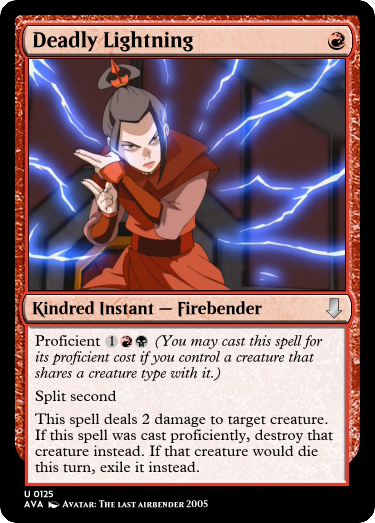 Deadly Lightning
Kindred Instant — Firebender
Proficient 1 (You may cast this spell for
its proficient cost if you control a creature that
shares a creature type with it.)
Split second
This spell deals 2 damage to target creature.
If this spell was cast proficiently, destroy that
creature instead. If that creature would die
this turn, exile it instead.
U 0125
AVA Avatar: The last airbender 2005